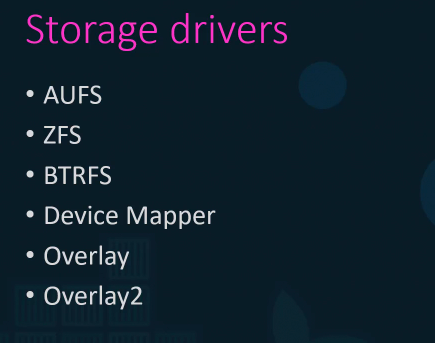 Storage drivers
• AUFS
• ZFS
• BTRFS
• Device Mapper
• Overlay
• Overlay2